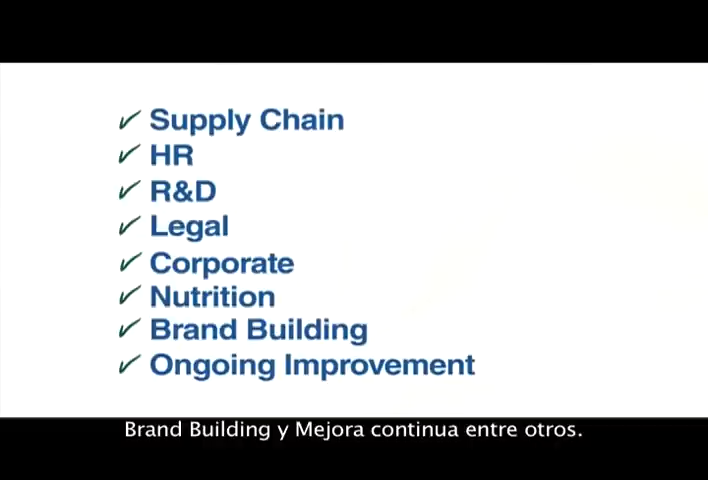 Supply Chain
HR
R&D
Legal
Corporate
Nutrition
Brand Building
Ongoing Improvement
Brand Building y Mejora continua entre otros.